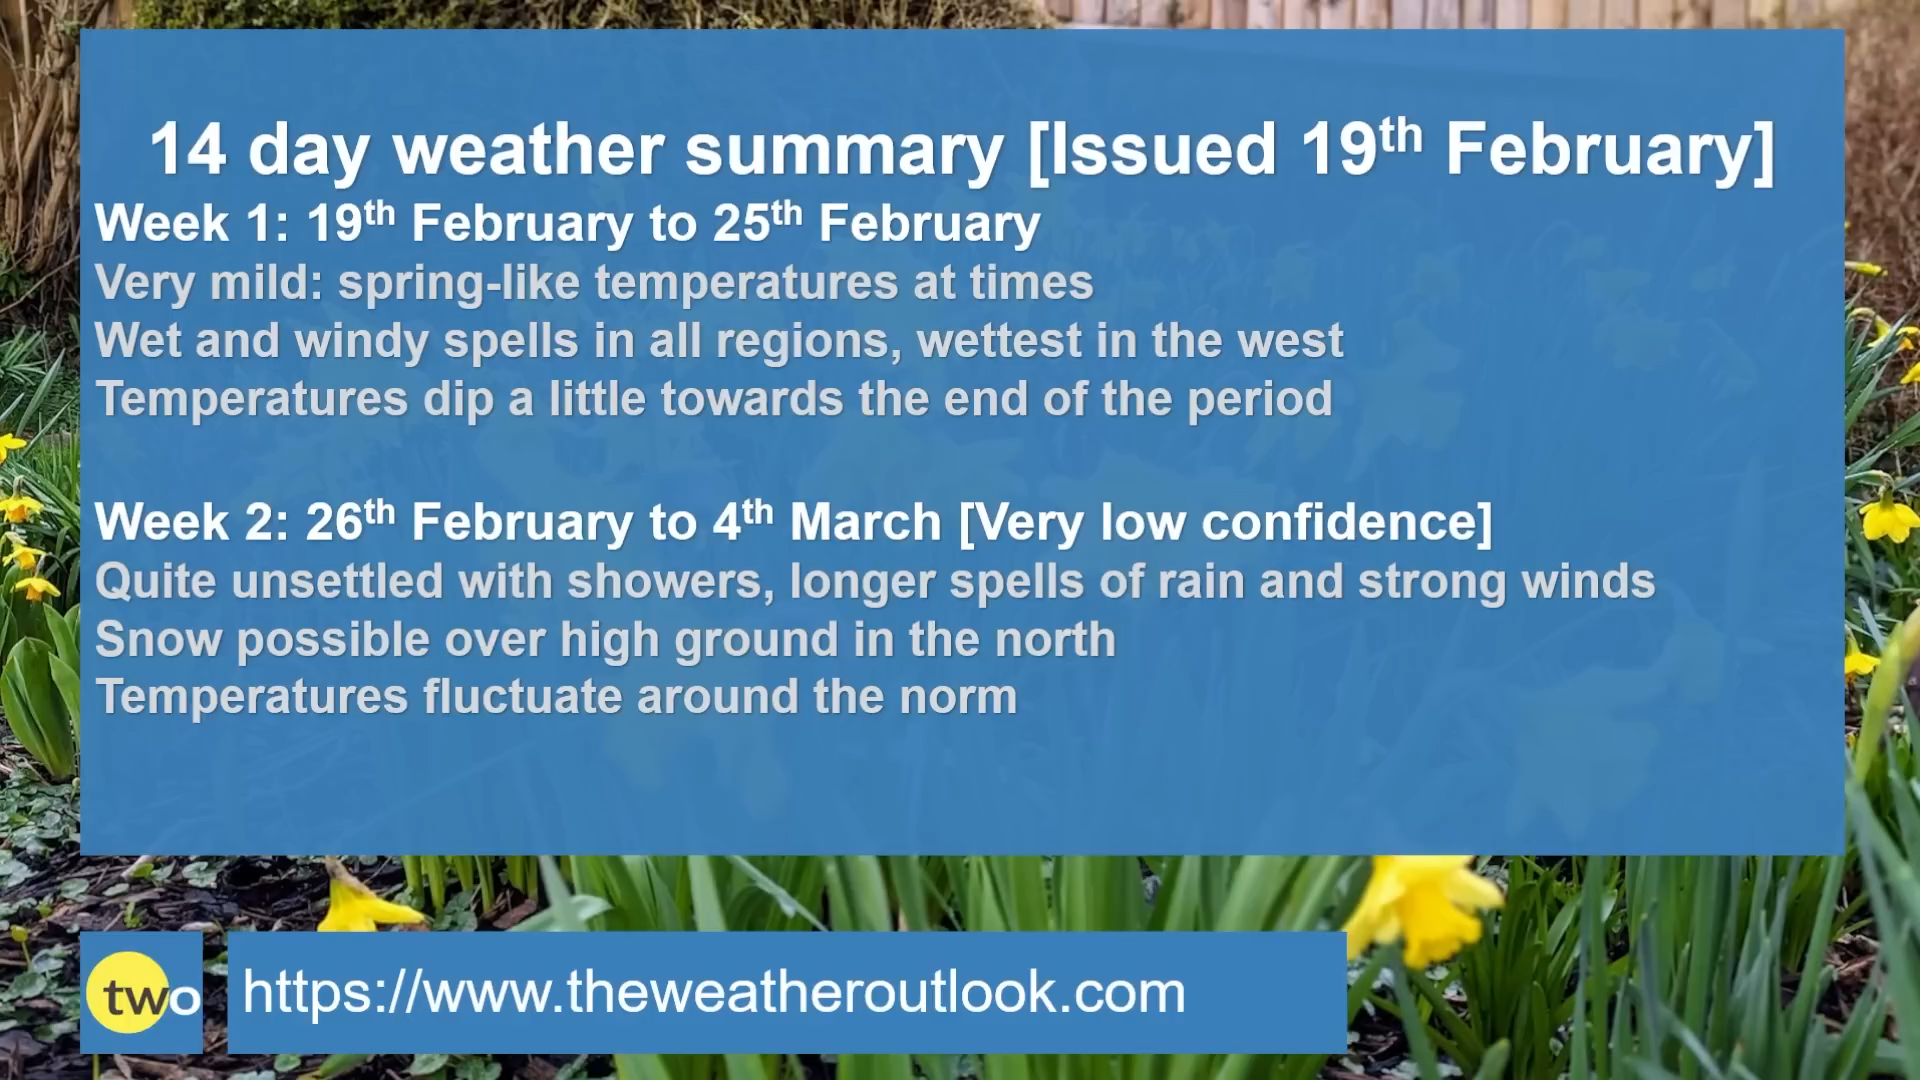 14 day weather summary [Issued 19th February]
Week 1: 19th February to 25th February
Very mild: spring-like temperatures at times
Wet and windy spells in all regions, wettest in the west
Temperatures dip a little towards the end of the period
Week 2: 26th February to 4th March [Very low confidence]
Quite unsettled with showers, longer spells of rain and strong winds
Snow possible over high ground in the north
Temperatures fluctuate around the norm
two
https://www.theweatheroutlook.com